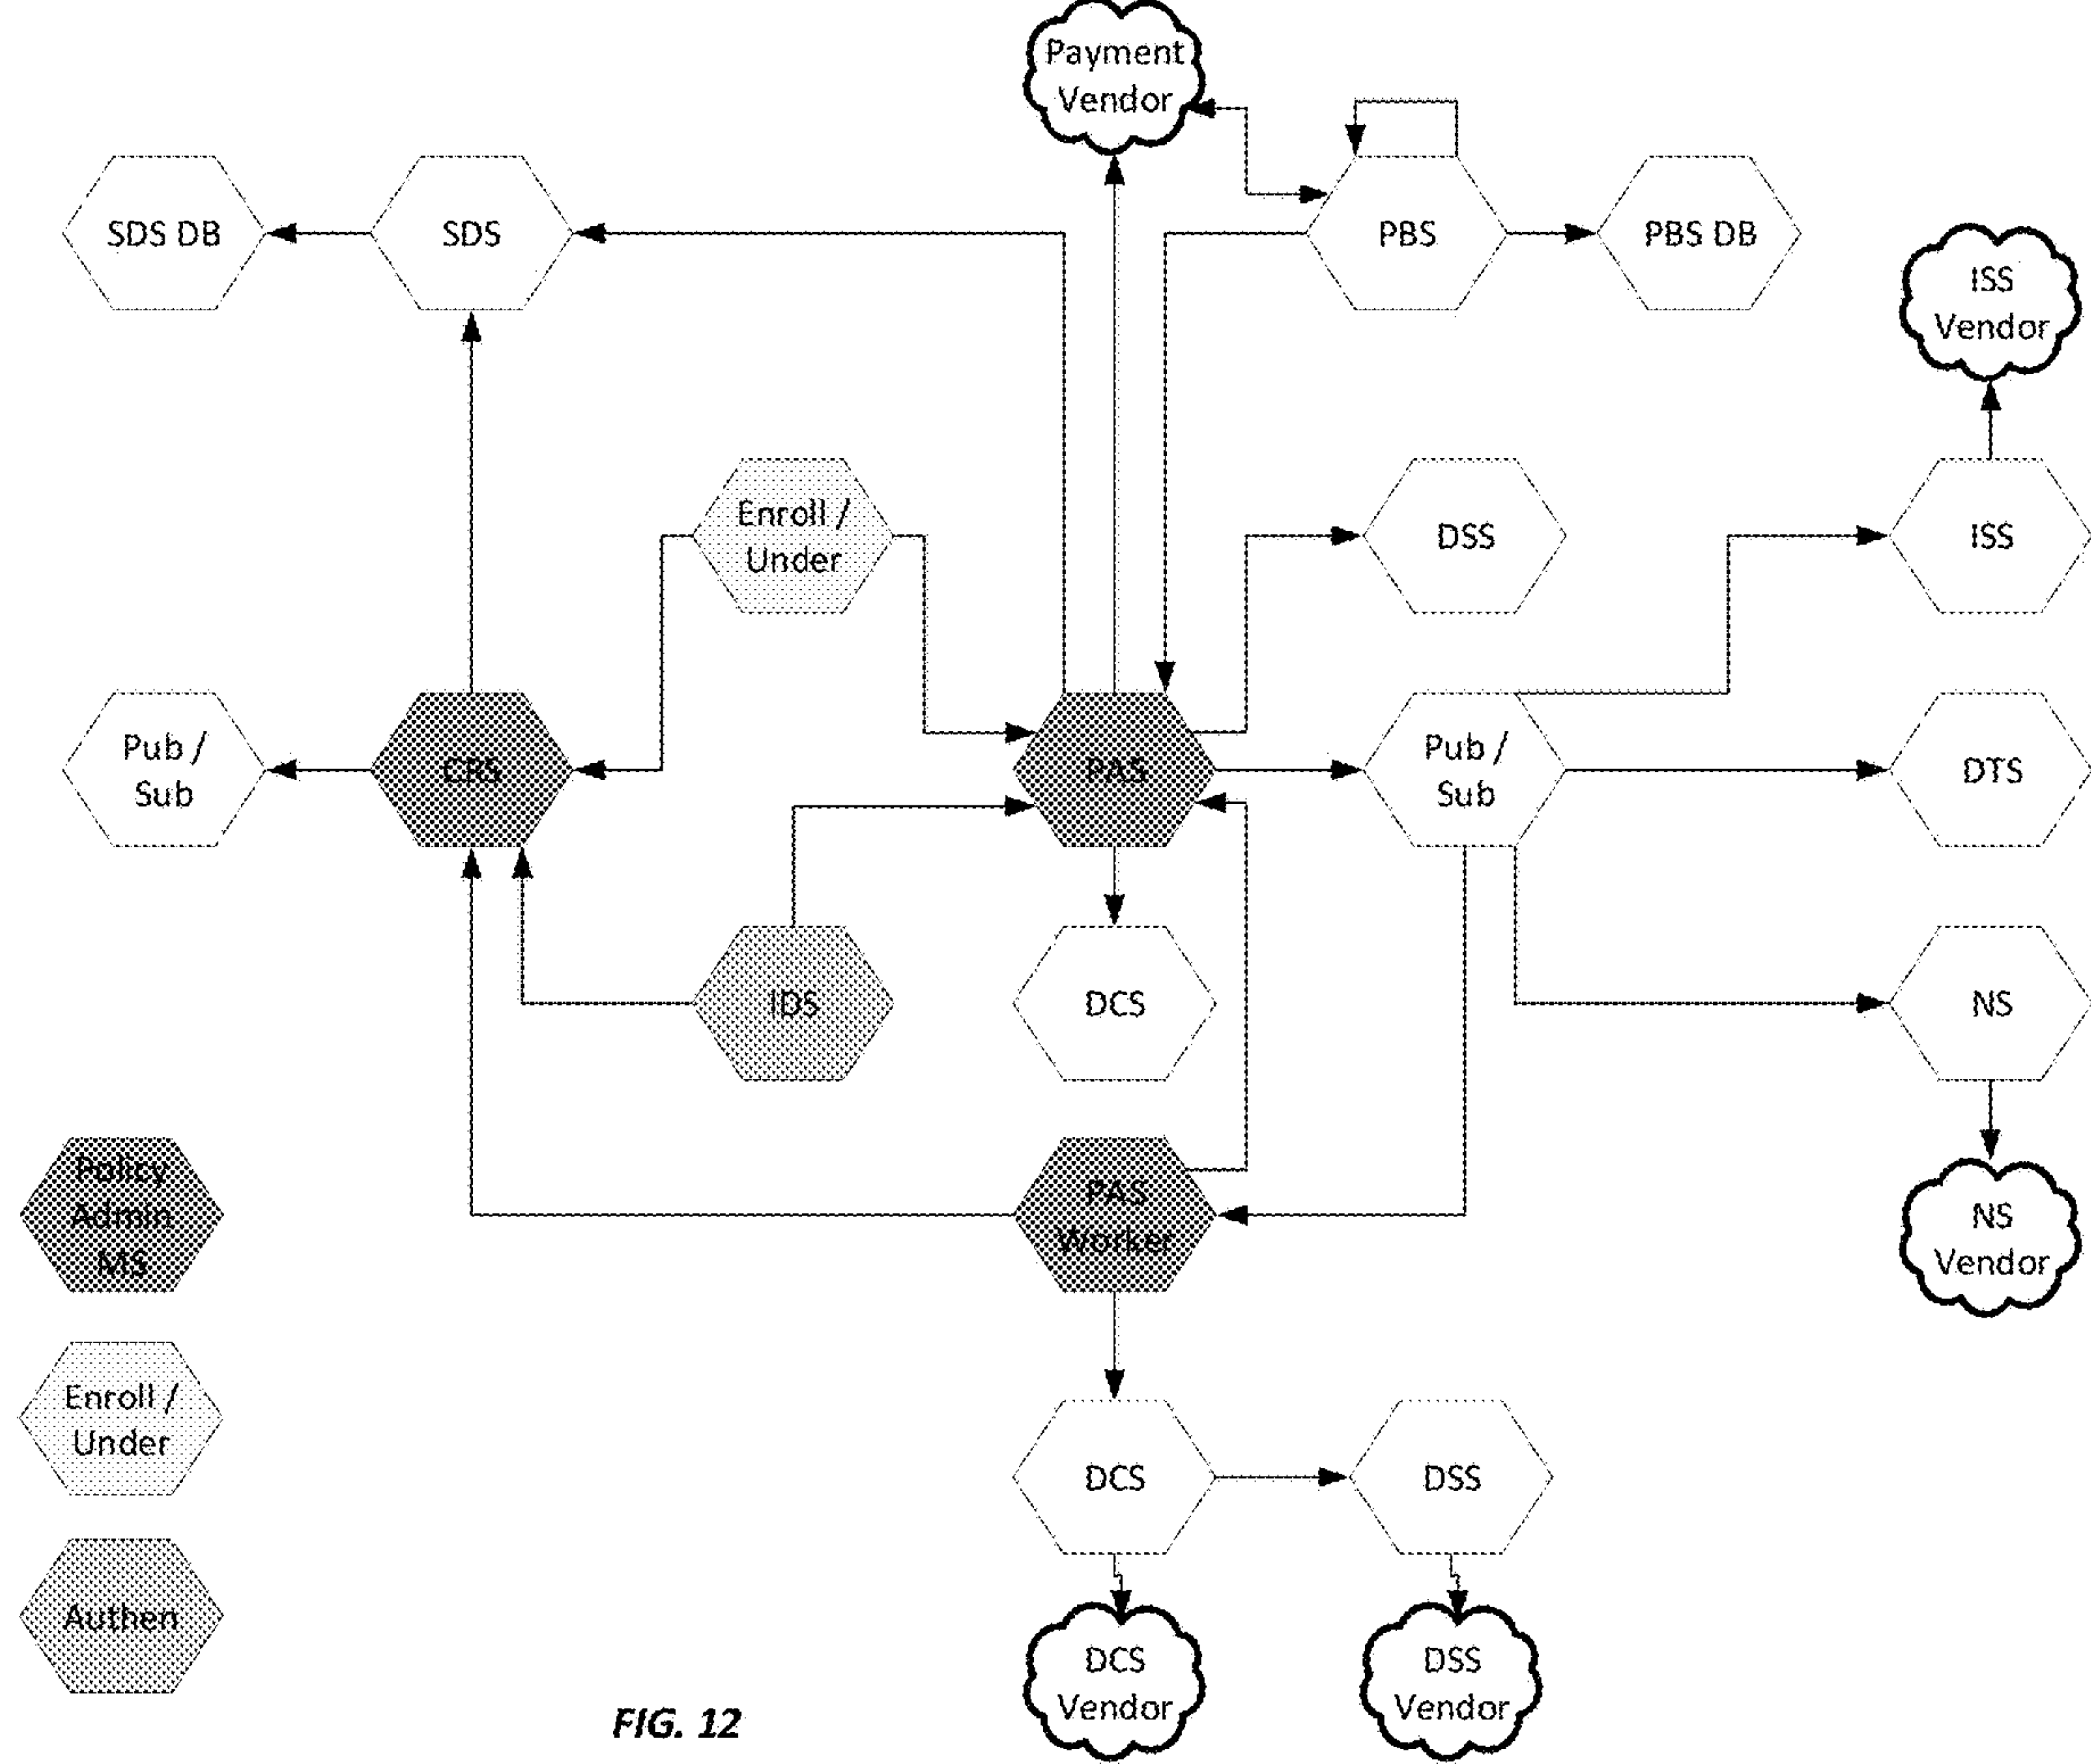 Payment
Vendor
SDS DB
SDS
PBS
PBS DB
ISS
Vendor
Enroll /
Under
DSS
ISS
Pub /
Sub
CRS
PAS
Pub /
Sub
DTS
IDS
DCS
NS
Policy
Admin
MS
PAS
Worker
NS
Vendor
Enroll /
Under
DCS
DSS
Authen
DCS
Vendor
DSS
Vendor
FIG. 12